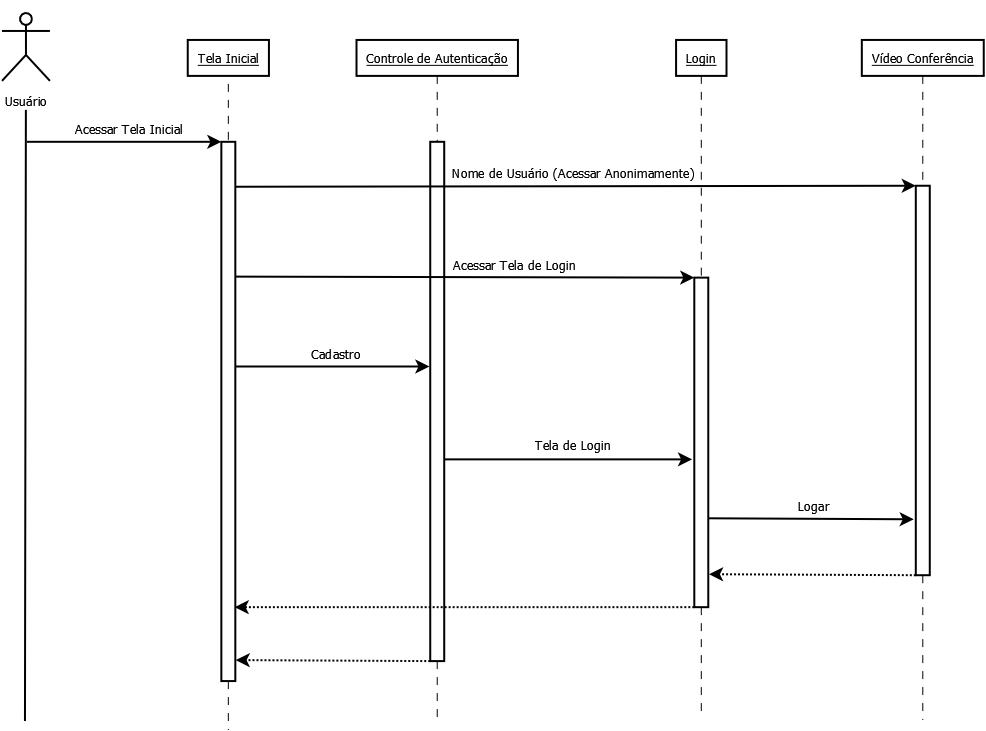 Usuário
Tela Inicial
Controle de Autenticação
Login
Vídeo Conferência
Acessar Tela Inicial
Nome de Usuário (Acessar Anonimamente)
Acessar Tela de Login
Cadastro
Tela de Login
Logar